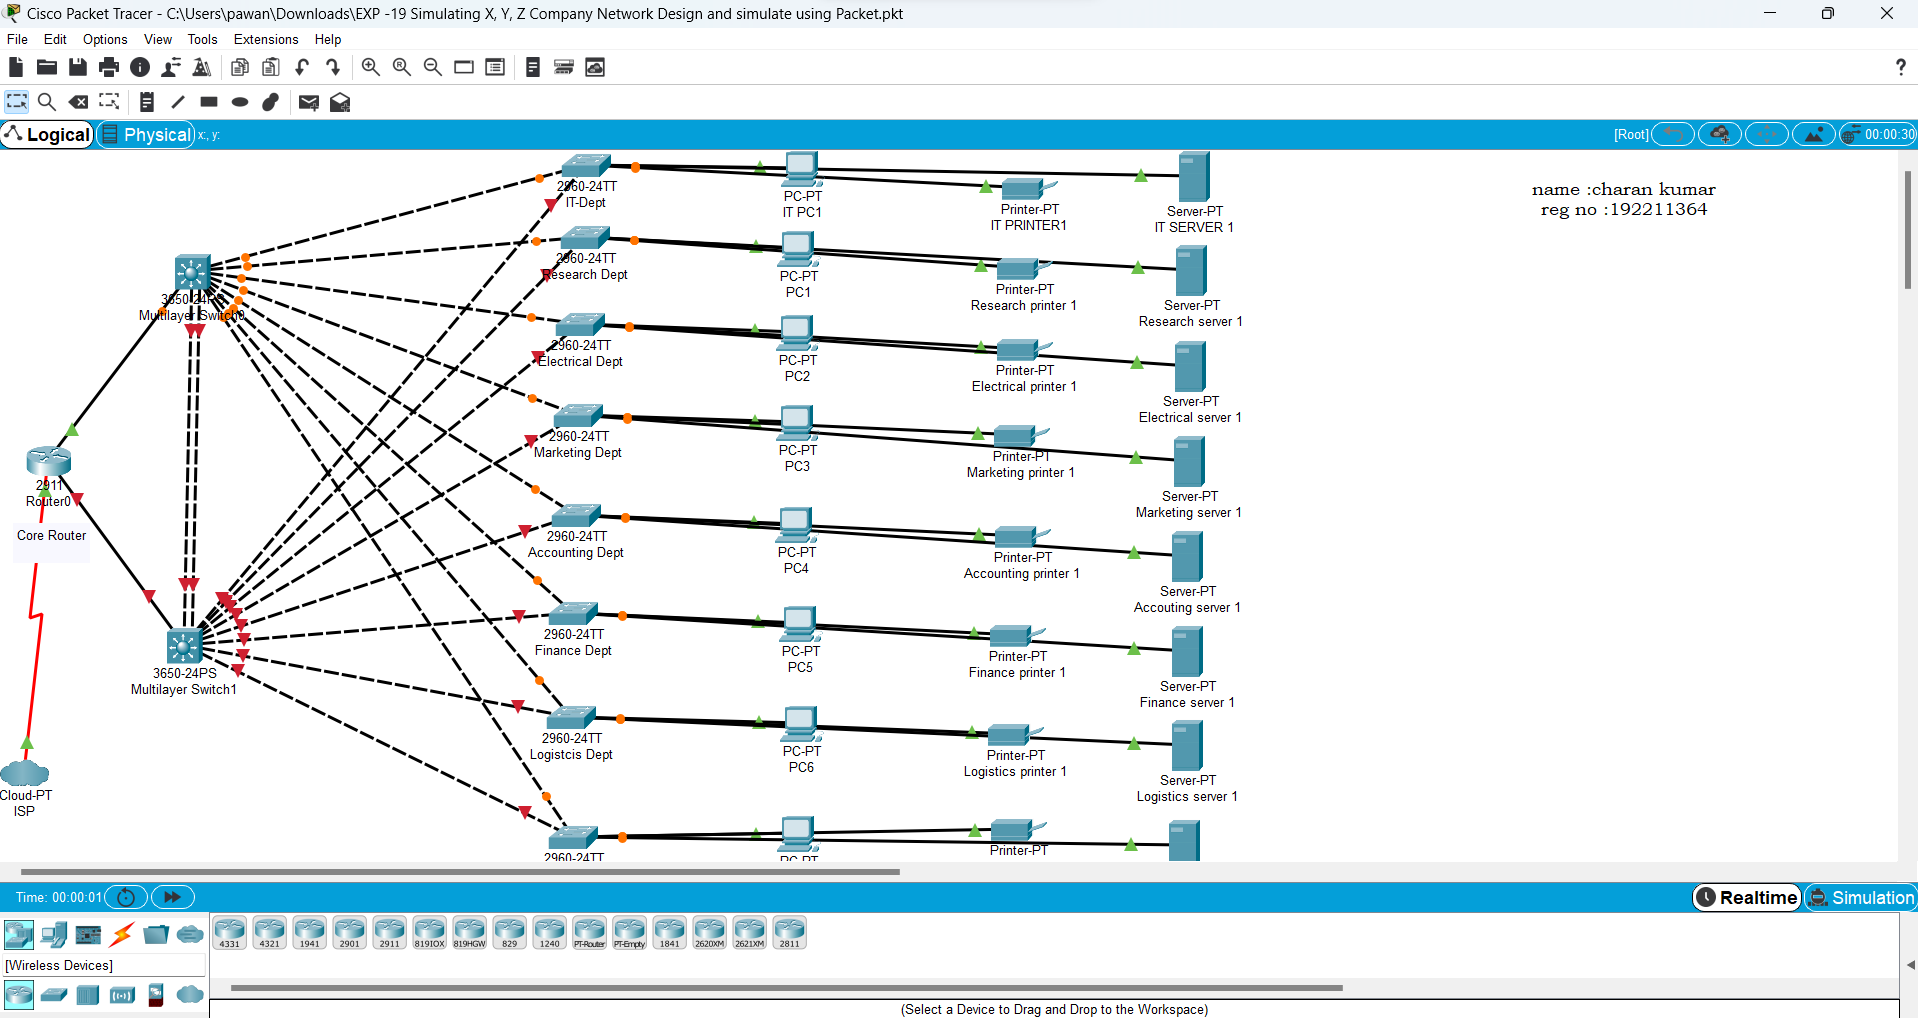 Cisco Packet Tracer - C:\Users\pawan\Downloads\EXP -19 Simulating X, Y, Z Company Network Design and simulate using Packet.pkt
File Edit Options View Tools Extensions Help
Logical Physical x:, y: [Root] 00:00:30
name :charan kumar
reg no :192211364
2960-24TT
IT-Dept
PC-PT
IT PC1
Printer-PT
IT PRINTER1
Server-PT
IT SERVER 1
2960-24TT
Research Dept
PC-PT
PC1
Printer-PT
Research printer 1
Server-PT
Research server 1
3650-24PS
Multilayer Switch0
2960-24TT
Electrical Dept
PC-PT
PC2
Printer-PT
Electrical printer 1
Server-PT
Electrical server 1
2960-24TT
Marketing Dept
PC-PT
PC3
Printer-PT
Marketing printer 1
Server-PT
Marketing server 1
2911
Router0
Core Router
2960-24TT
Accounting Dept
PC-PT
PC4
Printer-PT
Accounting printer 1
Server-PT
Accouting server 1
2960-24TT
Finance Dept
PC-PT
PC5
Printer-PT
Finance printer 1
Server-PT
Finance server 1
3650-24PS
Multilayer Switch1
2960-24TT
Logistcis Dept
PC-PT
PC6
Printer-PT
Logistics printer 1
Server-PT
Logistics server 1
Cloud-PT
ISP
2960-24TT
PC-PT
Printer-PT
Time: 00:00:01 Realtime Simulation
4331 4321 1941 2901 2911 819IOX 819HGW 829 1240 PT-Router PT-Empty 1841 2620XM 2621XM 2811
[Wireless Devices]
(Select a Device to Drag and Drop to the Workspace)